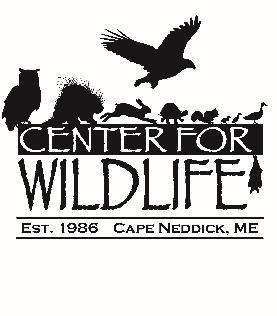 CENTER FOR
WILDLIFE
EST. 1986 CAPE NEDDICK, ME